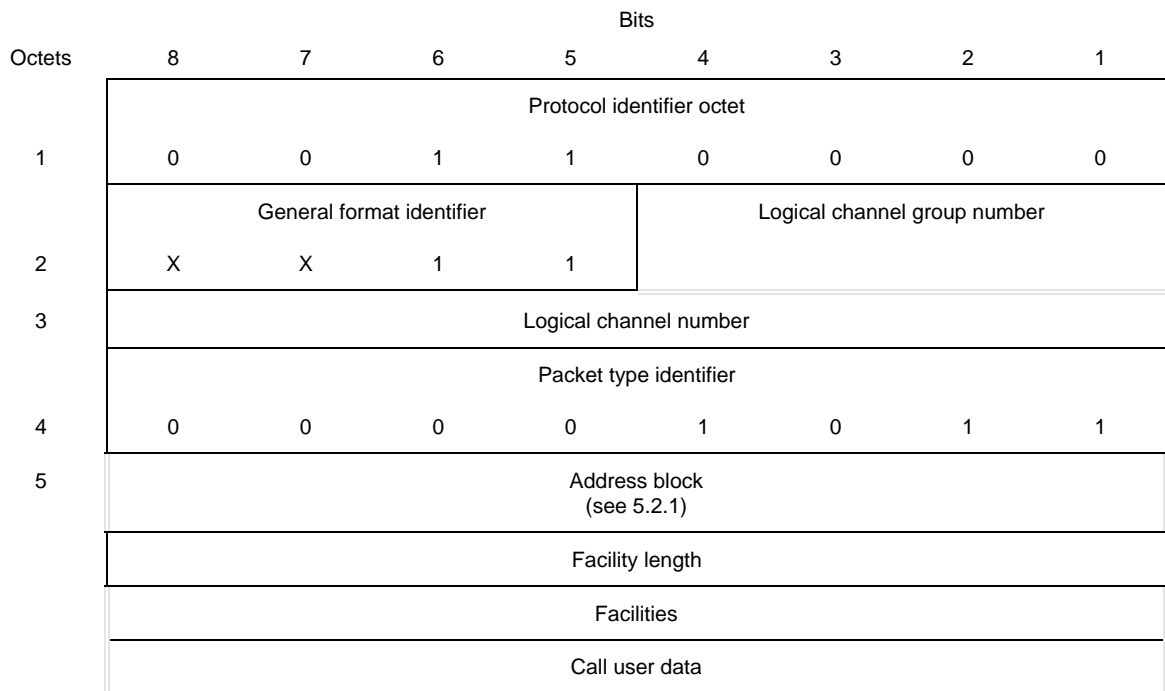 Bits
Octets 8 7 6 5 4 3 2 1
Protocol identifier octet
1 0 0 1 1 0 0 0 0
General format identifier Logical channel group number
2 X X 1 1
3 Logical channel number
Packet type identifier
4 0 0 0 0 1 0 1 1
5 Address block
(see 5.2.1)
Facility length
Facilities
Call user data